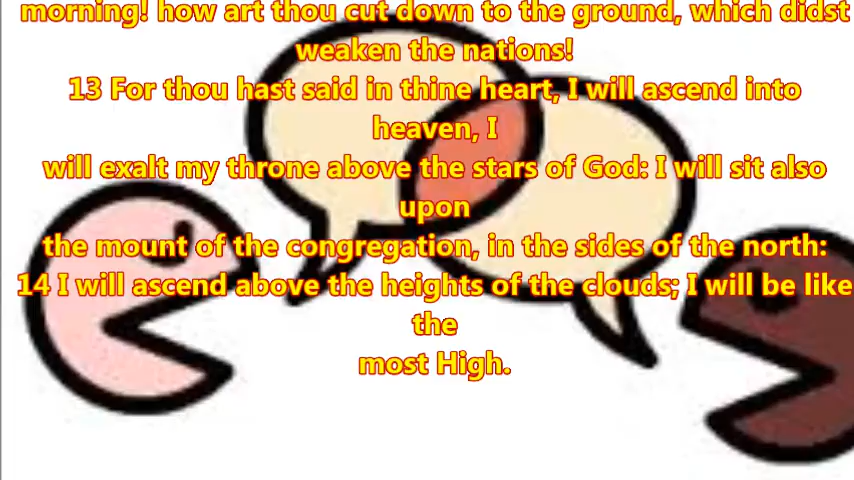 morning! how art thou cut down to the ground, which didst
weaken the nations!
13 For thou hast said in thine heart, I will ascend into
heaven, I
will exalt my throne above the stars of God: I will sit also
upon
the mount of the congregation, in the sides of the north:
14 I will ascend above the heights of the clouds; I will be like
the
most High.